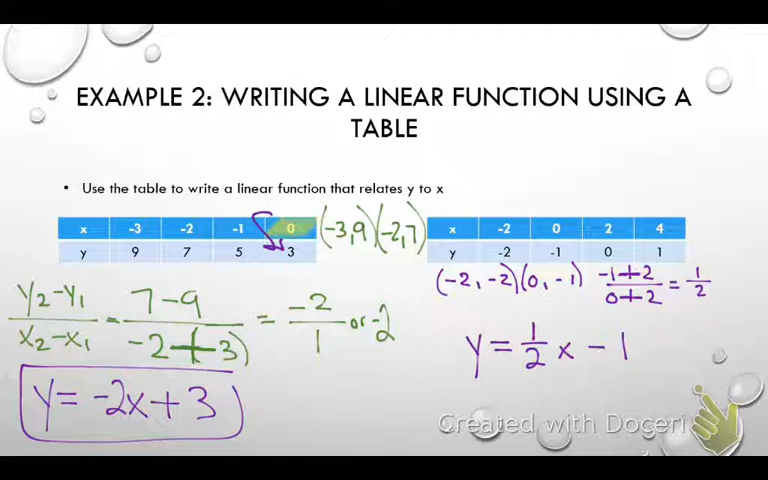 EXAMPLE 2: WRITING A LINEAR FUNCTION USING A
TABLE
• Use the table to write a linear function that relates y to x
x -3 -2 -1 0
y 9 7 5 3
(-3,9)(-2,7)
x -2 0 2 4
y -2 -1 0 1
y₂-y₁/x₂-x₁ = 7-9/-2+3) = -2/1 or -2
y = -2x+3
(-2,-2)(0,-1) -1+2/0+2 = 1/2
y = 1/2 x - 1
Created with Doceri